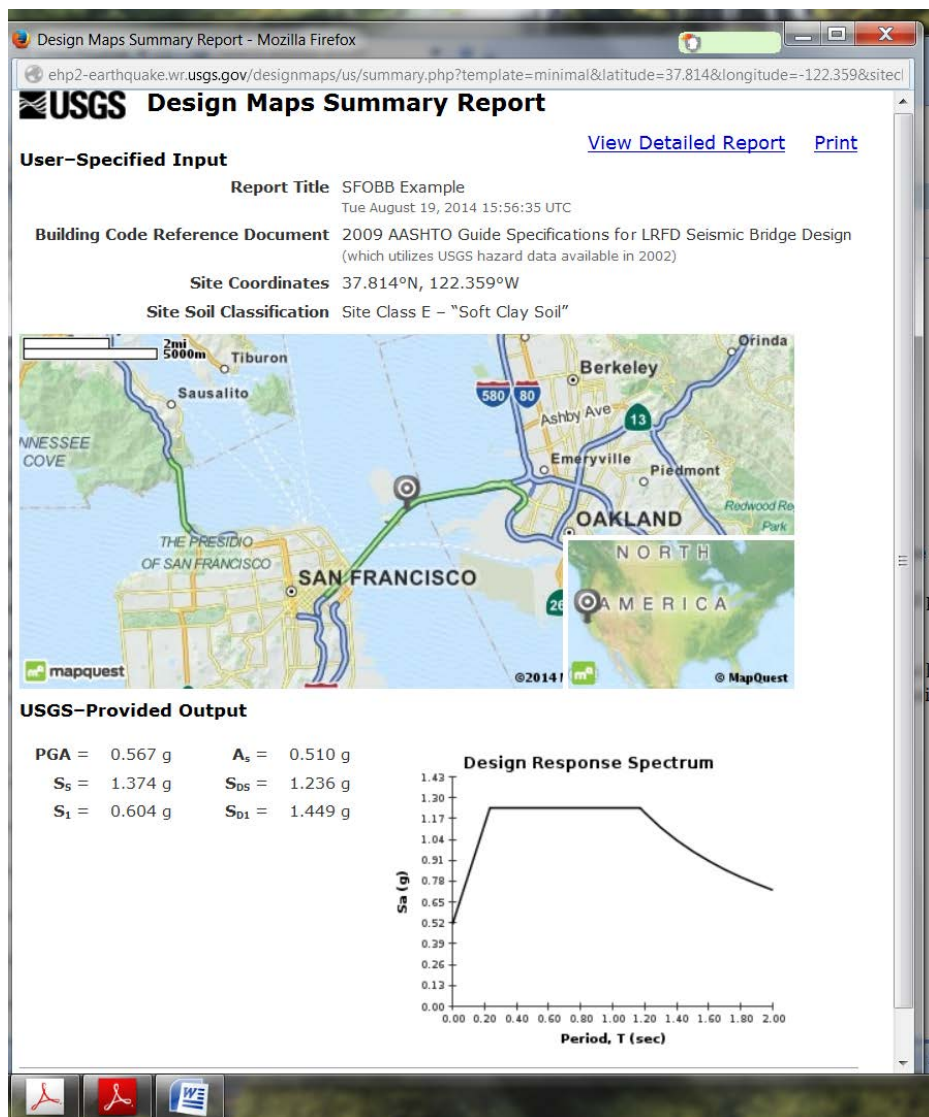 Design Maps Summary Report - Mozilla Firefox
ehp2-earthquake.wr.usgs.gov/designmaps/us/summary.php?template=minimal&latitude=37.814&longitude=-122.359&sitecl
USGS Design Maps Summary Report
View Detailed Report Print
User–Specified Input
Report Title SFOBB Example
Tue August 19, 2014 15:56:35 UTC
Building Code Reference Document 2009 AASHTO Guide Specifications for LRFD Seismic Bridge Design
(which utilizes USGS hazard data available in 2002)
Site Coordinates 37.814°N, 122.359°W
Site Soil Classification Site Class E – “Soft Clay Soil”
2mi
5000m
Tiburon
Orinda
Sausalito
Berkeley
580 80
Ashby Ave
13
NNESSEE
COVE
Emeryville
Piedmont
Redwood Re
Park
OAKLAND
THE PRESIDIO
OF SAN FRANCISCO
SAN FRANCISCO
NORTH
AMERICA
26
mapquest
©2014
m
© MapQuest
USGS–Provided Output
PGA = 0.567 g As = 0.510 g
SS = 1.374 g SDS = 1.236 g
S1 = 0.604 g SD1 = 1.449 g
Design Response Spectrum
1.43
1.30
1.17
1.04
0.91
0.78
0.65
0.52
0.39
0.26
0.13
0.00
Sa (g)
0.00 0.20 0.40 0.60 0.80 1.00 1.20 1.40 1.60 1.80 2.00
Period, T (sec)
W